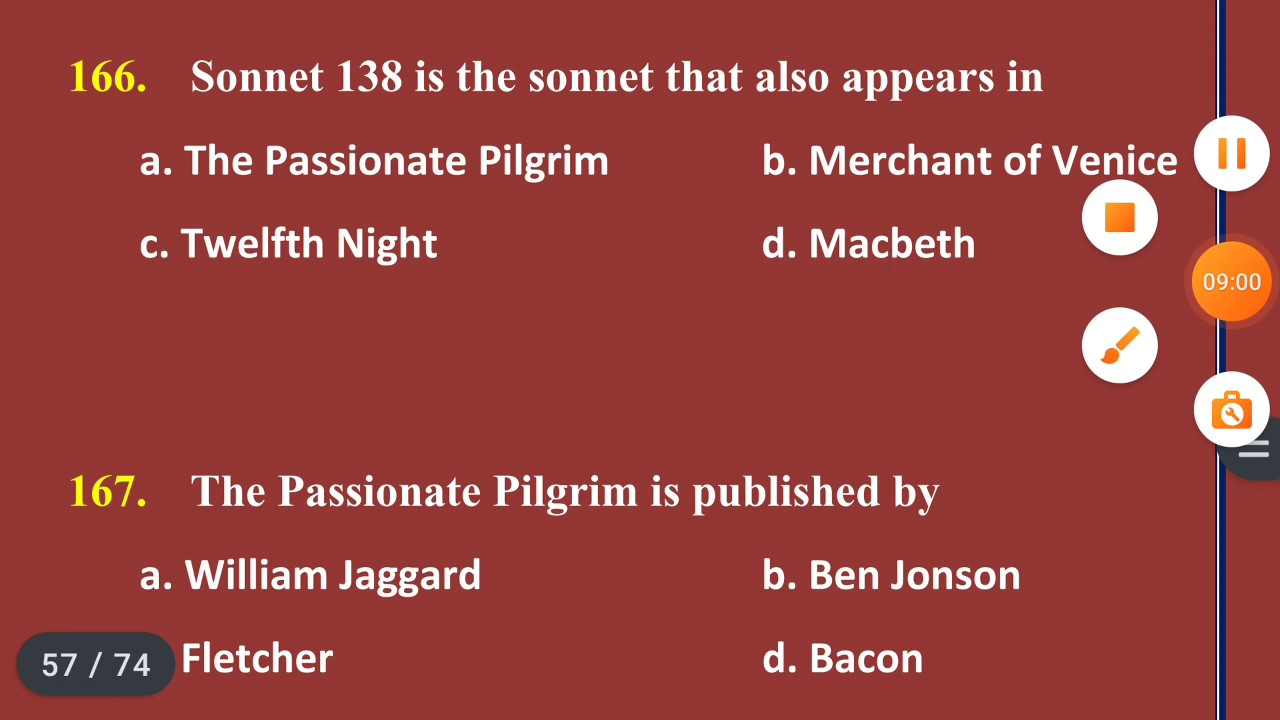 166. Sonnet 138 is the sonnet that also appears in
a. The Passionate Pilgrim b. Merchant of Venice
c. Twelfth Night d. Macbeth
09:00
167. The Passionate Pilgrim is published by
a. William Jaggard b. Ben Jonson
Fletcher d. Bacon
57 / 74